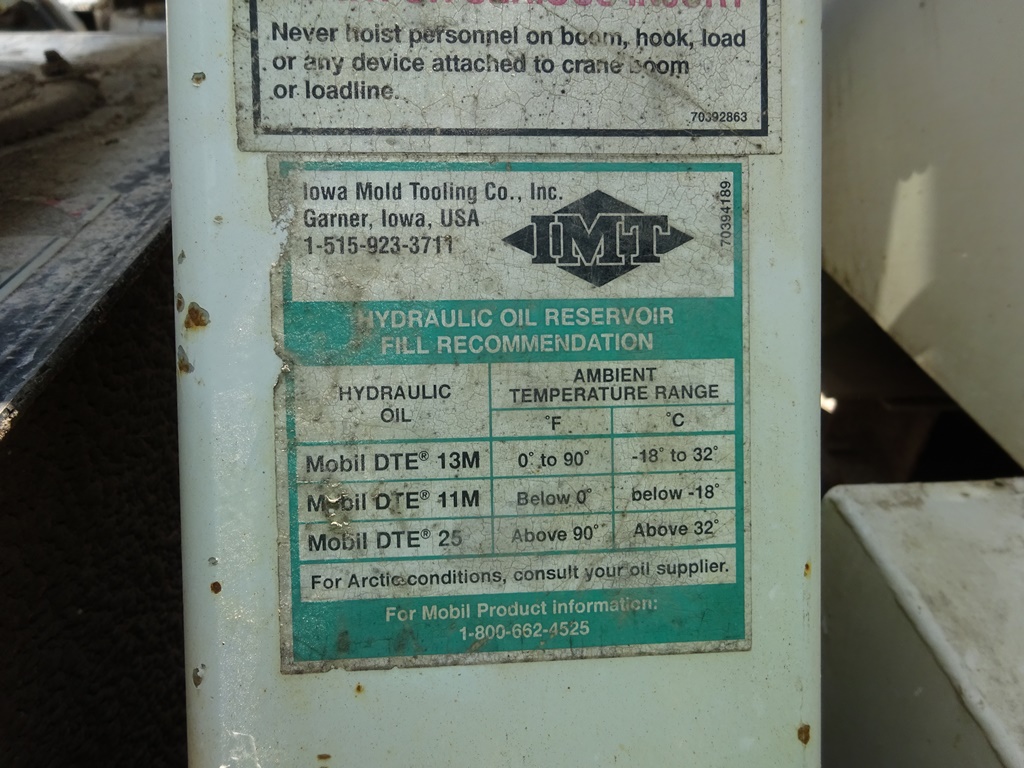 Never hoist personnel on boom, hook, load
or any device attached to crane boom
or loadline.
70392863
Iowa Mold Tooling Co., Inc.
Garner, Iowa, USA
1-515-923-3711
IMT
70394189
HYDRAULIC OIL RESERVOIR
FILL RECOMMENDATION
HYDRAULIC
OIL
AMBIENT
TEMPERATURE RANGE
°F
°C
Mobil DTE® 13M 0° to 90° -18° to 32°
Mobil DTE® 11M Below 0° below -18°
Mobil DTE® 25 Above 90° Above 32°
For Arctic conditions, consult your oil supplier.
For Mobil Product information:
1-800-662-4525